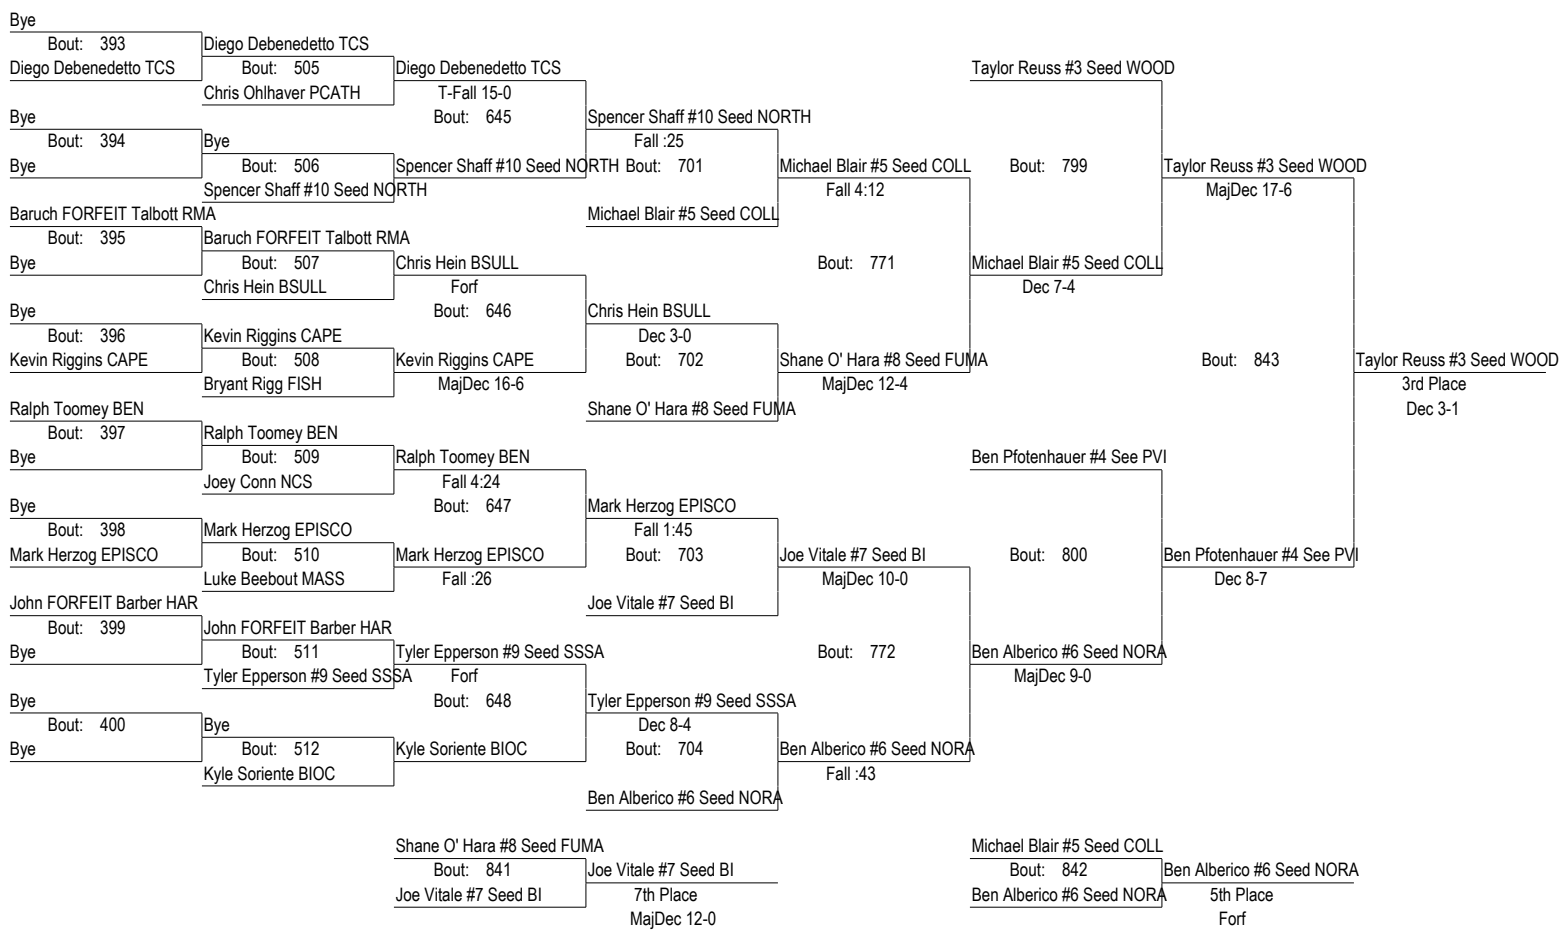 Bye
Bout: 393
Diego Debenedetto TCS
Diego Debenedetto TCS
Bout: 505
Chris Ohlhaver PCATH
Diego Debenedetto TCS
T-Fall 15-0
Bout: 645
Bye
Bout: 394
Bye
Bye
Bout: 506
Spencer Shaff #10 Seed NORTH
Spencer Shaff #10 Seed NORTH
Spencer Shaff #10 Seed NORTH
Fall :25
Bout: 701
Michael Blair #5 Seed COLL
Michael Blair #5 Seed COLL
Fall 4:12
Baruch FORFEIT Talbott RMA
Bout: 395
Bye
Baruch FORFEIT Talbott RMA
Bout: 507
Chris Hein BSULL
Chris Hein BSULL
Forf
Bout: 646
Bye
Bout: 396
Kevin Riggins CAPE
Kevin Riggins CAPE
Bout: 508
Bryant Rigg FISH
Kevin Riggins CAPE
MajDec 16-6
Chris Hein BSULL
Dec 3-0
Bout: 702
Shane O' Hara #8 Seed FUMA
Shane O' Hara #8 Seed FUMA
MajDec 12-4
Bout: 771
Taylor Reuss #3 Seed WOOD
Bout: 799
Michael Blair #5 Seed COLL
Dec 7-4
Taylor Reuss #3 Seed WOOD
MajDec 17-6
Ralph Toomey BEN
Bout: 397
Bye
Ralph Toomey BEN
Bout: 509
Joey Conn NCS
Ralph Toomey BEN
Fall 4:24
Bout: 647
Bye
Bout: 398
Mark Herzog EPISCO
Mark Herzog EPISCO
Bout: 510
Luke Beebout MASS
Mark Herzog EPISCO
Fall :26
Mark Herzog EPISCO
Fall 1:45
Bout: 703
Joe Vitale #7 Seed BI
Joe Vitale #7 Seed BI
MajDec 10-0
John FORFEIT Barber HAR
Bout: 399
Bye
John FORFEIT Barber HAR
Bout: 511
Tyler Epperson #9 Seed SSSA
Tyler Epperson #9 Seed SSSA
Forf
Bout: 648
Bye
Bout: 400
Bye
Bye
Bout: 512
Kyle Soriente BIOC
Kyle Soriente BIOC
Tyler Epperson #9 Seed SSSA
Dec 8-4
Bout: 704
Ben Alberico #6 Seed NORA
Ben Alberico #6 Seed NORA
Fall :43
Bout: 772
Ben Pfotenhauer #4 See PVI
Bout: 800
Ben Alberico #6 Seed NORA
MajDec 9-0
Ben Pfotenhauer #4 See PVI
Dec 8-7
Bout: 843
Taylor Reuss #3 Seed WOOD
3rd Place
Dec 3-1
Shane O' Hara #8 Seed FUMA
Bout: 841
Joe Vitale #7 Seed BI
Joe Vitale #7 Seed BI
7th Place
MajDec 12-0
Michael Blair #5 Seed COLL
Bout: 842
Ben Alberico #6 Seed NORA
Ben Alberico #6 Seed NORA
5th Place
Forf